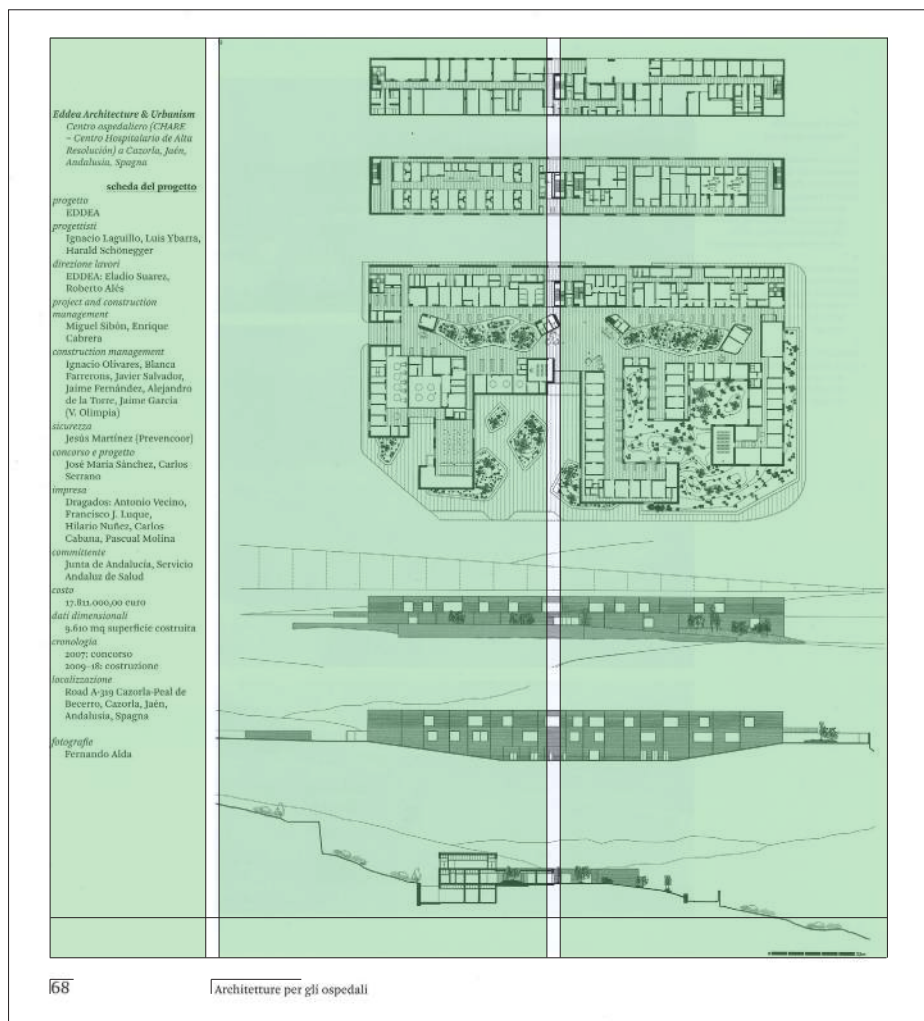 Eddea Architecture & Urbanism
Centro ospedaliero (CHARE
– Centro Hospitalario de Alta
Resolución) a Cazorla, Jaén,
Andalusia, Spagna
scheda del progetto
progetto
EDDEA
progettisti
Ignacio Laguillo, Luis Ybarra,
Harald Schönegger
direzione lavori
EDDEA: Eladio Suarez,
Roberto Alés
project and construction
management
Miguel Sibón, Enrique
Cabrera
construction management
Ignacio Olivares, Blanca
Farrerons, Javier Salvador,
Jaime Fernández, Alejandro
de la Torre, Jaime García
(V. Olimpia)
sicurezza
Jesús Martínez (Prevencoor)
concorso e progetto
José María Sánchez, Carlos
Serrano
impresa
Dragados: Antonio Vecino,
Francisco J. Luque,
Hilario Nuñez, Carlos
Cabana, Pascual Molina
committente
Junta de Andalucía, Servicio
Andaluz de Salud
costo
17.811.000,00 euro
dati dimensionali
9.610 mq superficie costruita
cronologia
2007: concorso
2009-18: costruzione
localizzazione
Road A-319 Cazorla-Peal de
Becerro, Cazorla, Jaén,
Andalusia, Spagna
fotografie
Fernando Alda
68
Architetture per gli ospedali